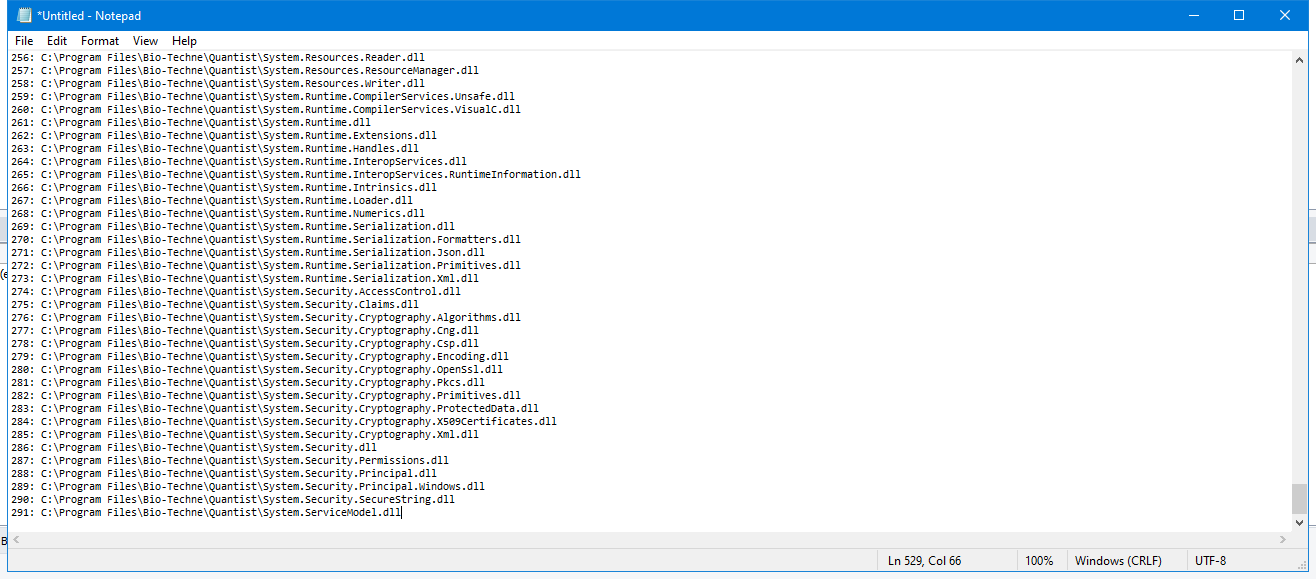 *Untitled - Notepad
File Edit Format View Help
256: C:\Program Files\Bio-Techne\Quantist\System.Resources.Reader.dll
257: C:\Program Files\Bio-Techne\Quantist\System.Resources.ResourceManager.dll
258: C:\Program Files\Bio-Techne\Quantist\System.Resources.Writer.dll
259: C:\Program Files\Bio-Techne\Quantist\System.Runtime.CompilerServices.Unsafe.dll
260: C:\Program Files\Bio-Techne\Quantist\System.Runtime.CompilerServices.VisualC.dll
261: C:\Program Files\Bio-Techne\Quantist\System.Runtime.dll
262: C:\Program Files\Bio-Techne\Quantist\System.Runtime.Extensions.dll
263: C:\Program Files\Bio-Techne\Quantist\System.Runtime.Handles.dll
264: C:\Program Files\Bio-Techne\Quantist\System.Runtime.InteropServices.dll
265: C:\Program Files\Bio-Techne\Quantist\System.Runtime.InteropServices.RuntimeInformation.dll
266: C:\Program Files\Bio-Techne\Quantist\System.Runtime.Intrinsics.dll
267: C:\Program Files\Bio-Techne\Quantist\System.Runtime.Loader.dll
268: C:\Program Files\Bio-Techne\Quantist\System.Runtime.Numerics.dll
269: C:\Program Files\Bio-Techne\Quantist\System.Runtime.Serialization.dll
270: C:\Program Files\Bio-Techne\Quantist\System.Runtime.Serialization.Formatters.dll
271: C:\Program Files\Bio-Techne\Quantist\System.Runtime.Serialization.Json.dll
272: C:\Program Files\Bio-Techne\Quantist\System.Runtime.Serialization.Primitives.dll
273: C:\Program Files\Bio-Techne\Quantist\System.Runtime.Serialization.Xml.dll
274: C:\Program Files\Bio-Techne\Quantist\System.Security.AccessControl.dll
275: C:\Program Files\Bio-Techne\Quantist\System.Security.Claims.dll
276: C:\Program Files\Bio-Techne\Quantist\System.Security.Cryptography.Algorithms.dll
277: C:\Program Files\Bio-Techne\Quantist\System.Security.Cryptography.Cng.dll
278: C:\Program Files\Bio-Techne\Quantist\System.Security.Cryptography.Csp.dll
279: C:\Program Files\Bio-Techne\Quantist\System.Security.Cryptography.Encoding.dll
280: C:\Program Files\Bio-Techne\Quantist\System.Security.Cryptography.OpenSsl.dll
281: C:\Program Files\Bio-Techne\Quantist\System.Security.Cryptography.Pkcs.dll
282: C:\Program Files\Bio-Techne\Quantist\System.Security.Cryptography.Primitives.dll
283: C:\Program Files\Bio-Techne\Quantist\System.Security.Cryptography.ProtectedData.dll
284: C:\Program Files\Bio-Techne\Quantist\System.Security.Cryptography.X509Certificates.dll
285: C:\Program Files\Bio-Techne\Quantist\System.Security.Cryptography.Xml.dll
286: C:\Program Files\Bio-Techne\Quantist\System.Security.dll
287: C:\Program Files\Bio-Techne\Quantist\System.Security.Permissions.dll
288: C:\Program Files\Bio-Techne\Quantist\System.Security.Principal.dll
289: C:\Program Files\Bio-Techne\Quantist\System.Security.Principal.Windows.dll
290: C:\Program Files\Bio-Techne\Quantist\System.Security.SecureString.dll
291: C:\Program Files\Bio-Techne\Quantist\System.ServiceModel.dll
Ln 529, Col 66 100% Windows (CRLF) UTF-8